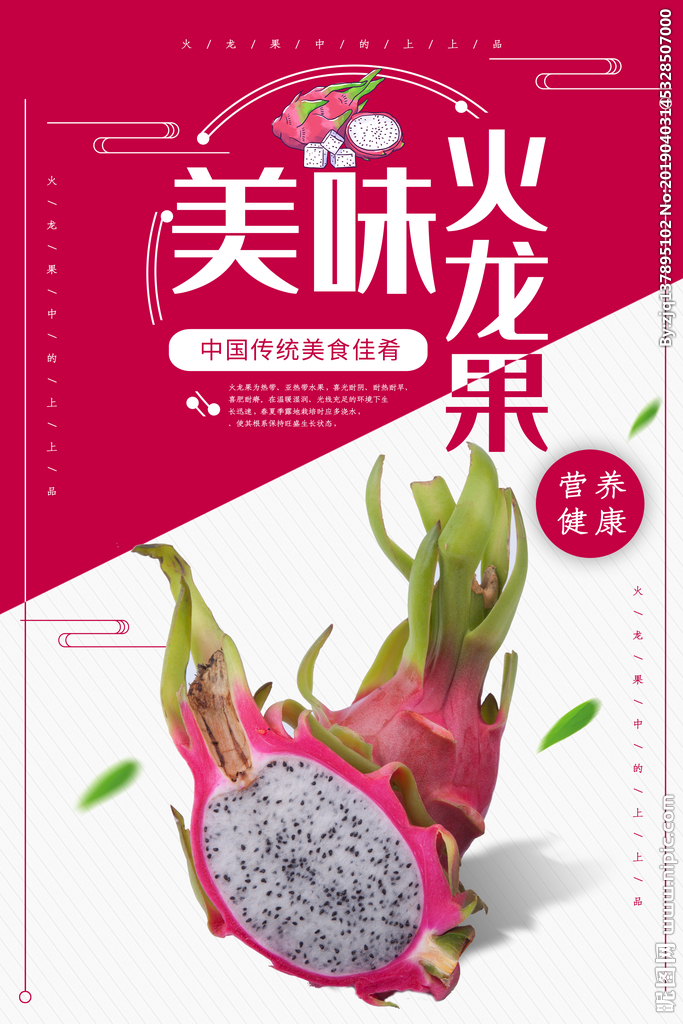 火/龙/果/中/的/上/上/品
美味
火龙果
中国传统美食佳肴
火龙果为热带、亚热带水果，喜光耐阴、耐热耐旱、
喜肥耐瘠。在温暖湿润、光线充足的环境下生
长迅速。春夏季露地栽培时应多浇水，
、使其根系保持旺盛生长状态。
火/龙/果/中/的/上/上/品
营养
健康
火/龙/果/中/的/上/上/品
By:zjq137895102 No:20190403145328507000
昵图网 www.nipic.com